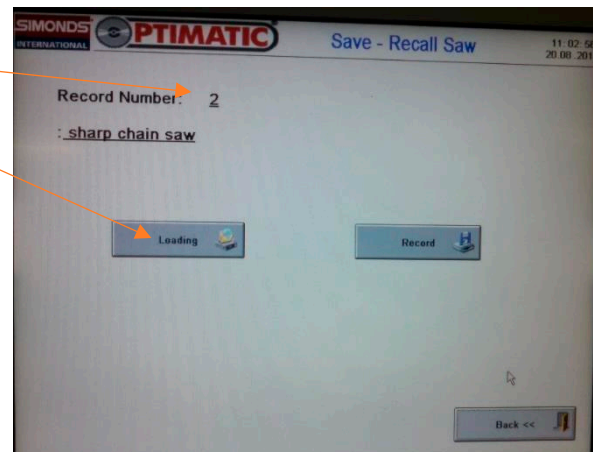 SIMONDS
INTERNATIONAL
OPTIMATIC
Save - Recall Saw
11:02:5
20.08.201
Record Number: 2
: sharp chain saw
Loading
Record
Back <<